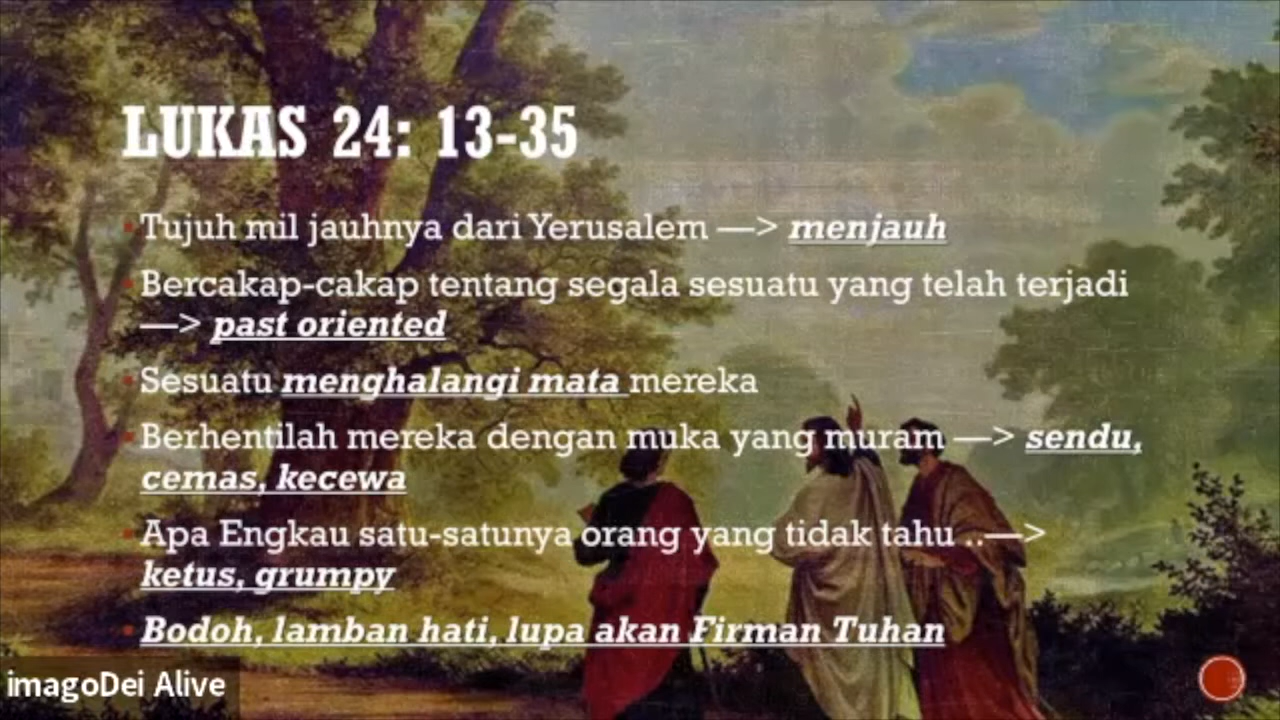 LUKAS 24: 13-35
Tujuh mil jauhnya dari Yerusalem —> menjauh
Bercakap-cakap tentang segala sesuatu yang telah terjadi
—> past oriented
Sesuatu menghalangi mata mereka
Berhentilah mereka dengan muka yang muram —> sendu,
cemas, kecewa
Apa Engkau satu-satunya orang yang tidak tahu ..—>
ketus, grumpy
Bodoh, lamban hati, lupa akan Firman Tuhan
imagoDei Alive